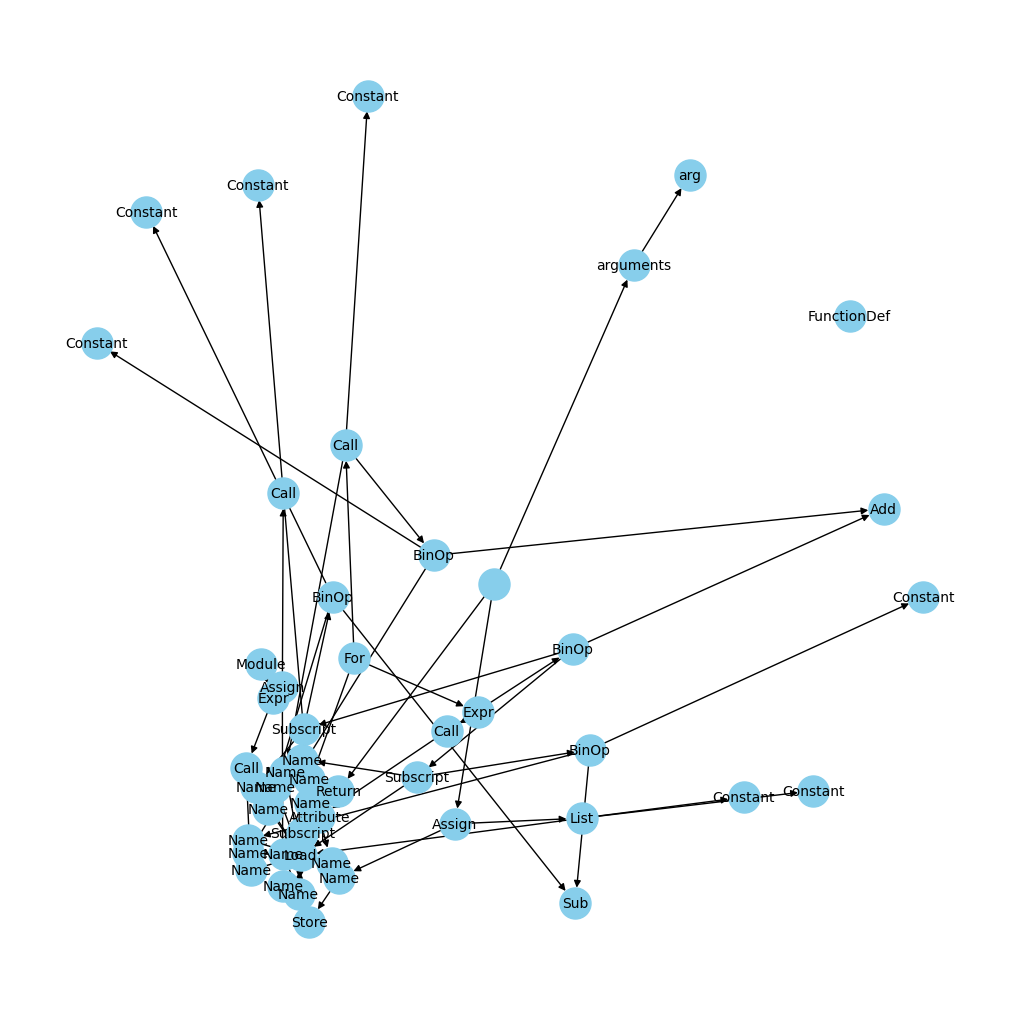 Constant
arg
Constant
Constant
arguments
FunctionDef
Constant
Call
Call
Add
BinOp
BinOp
Constant
BinOp
For
Module
Assign
Expr
Expr
Subscript
Call
BinOp
Name
Call
Name
Subscript
Name
Name
Name
Return
Constant
Constant
Name
Name
Attribute
List
Assign
Subscript
Name
Name
Name
Load
Name
Name
Name
Name
Name
Sub
Store